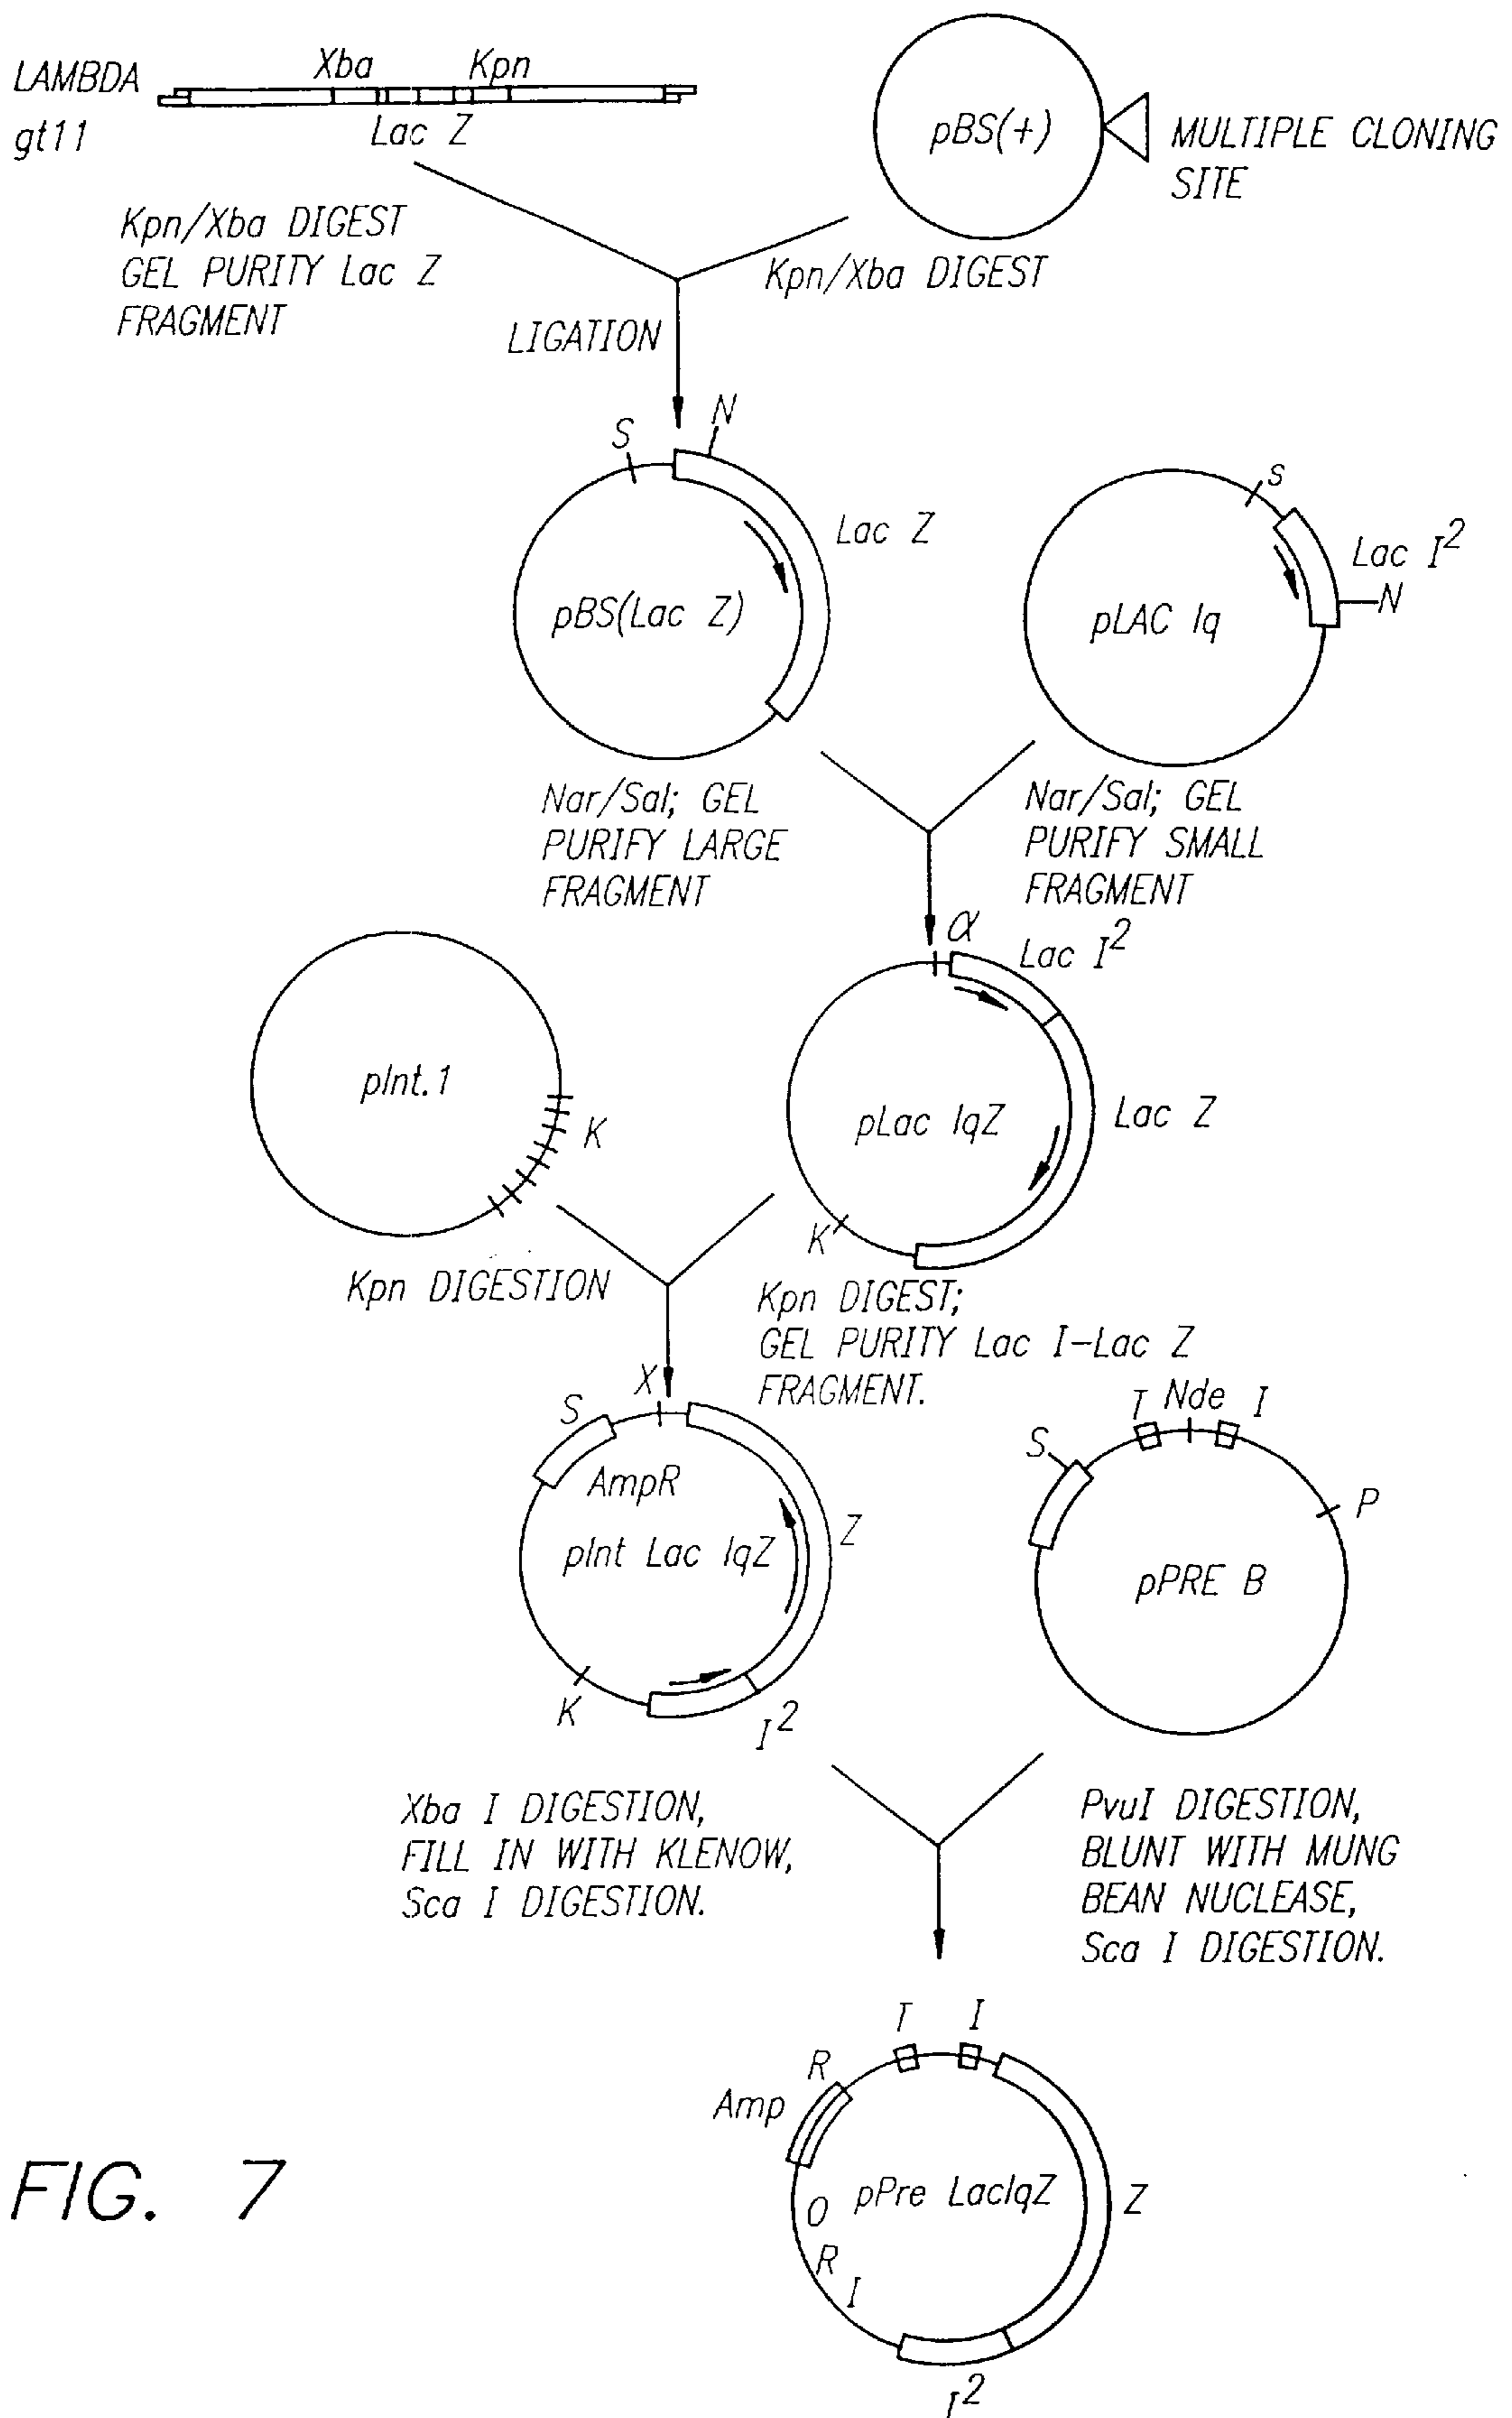 Xba
Kpn
LAMBDA
gt11
Lac Z
pBS(+)
MULTIPLE CLONING
SITE
Kpn/Xba DIGEST
GEL PURITY Lac Z
FRAGMENT
Kpn/Xba DIGEST
LIGATION
S
N
Lac Z
pBS(Lac Z)
s
Lac I²
N
pLAC Iq
Nar/Sal; GEL
PURIFY LARGE
FRAGMENT
Nar/Sal; GEL
PURIFY SMALL
FRAGMENT
α
Lac I²
pInt.1
K
pLac IqZ
Lac Z
K
Kpn DIGESTION
Kpn DIGEST;
GEL PURITY Lac I-Lac Z
FRAGMENT.
S
X
AmpR
pInt Lac IqZ
Z
K
I²
T Nde I
S
P
pPRE B
Xba I DIGESTION,
FILL IN WITH KLENOW,
Sca I DIGESTION.
PvuI DIGESTION,
BLUNT WITH MUNG
BEAN NUCLEASE,
Sca I DIGESTION.
T
I
R
Amp
pPre LacIqZ
Z
O
R
I
I²
FIG. 7